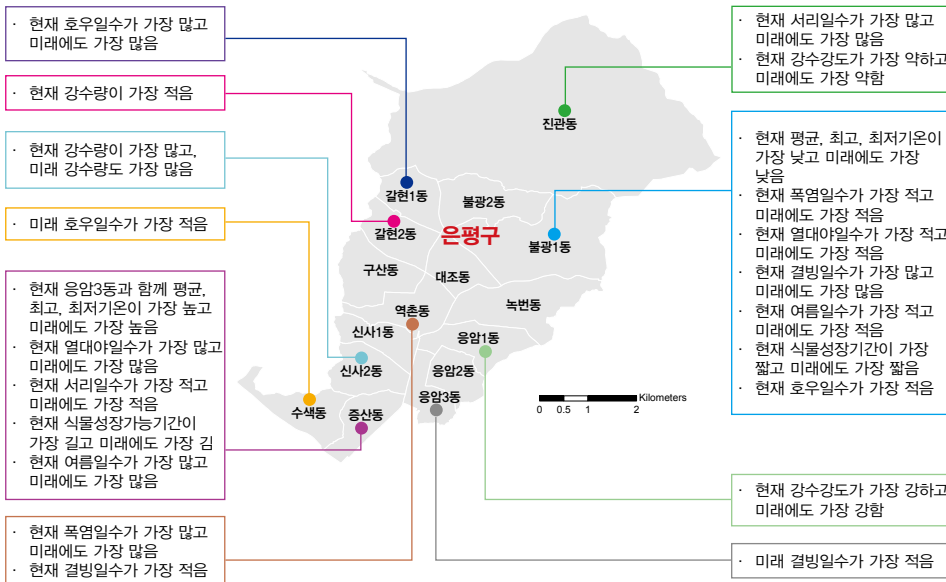 · 현재 호우일수가 가장 많고
미래에도 가장 많음
· 현재 강수량이 가장 적음
· 현재 강수량이 가장 많고,
미래 강수량도 가장 많음
· 미래 호우일수가 가장 적음
· 현재 응암3동과 함께 평균,
최고, 최저기온이 가장 높고
미래에도 가장 높음
· 현재 열대야일수가 가장 많고
미래에도 가장 많음
· 현재 서리일수가 가장 적고
미래에도 가장 적음
· 현재 식물성장가능기간이
가장 길고 미래에도 가장 김
· 현재 여름일수가 가장 많고
미래에도 가장 많음
· 현재 폭염일수가 가장 많고
미래에도 가장 많음
· 현재 결빙일수가 가장 적음
진관동
갈현1동
불광2동
갈현2동
은평구
불광1동
구산동
대조동
녹번동
역촌동
신사1동
응암1동
신사2동
응암2동
응암3동
수색동
증산동
Kilometers
0 0.5 1 2
· 현재 서리일수가 가장 많고
미래에도 가장 많음
· 현재 강수강도가 가장 약하고
미래에도 가장 약함
· 현재 평균, 최고, 최저기온이
가장 낮고 미래에도 가장
낮음
· 현재 폭염일수가 가장 적고
미래에도 가장 적음
· 현재 열대야일수가 가장 적고
미래에도 가장 적음
· 현재 결빙일수가 가장 많고
미래에도 가장 많음
· 현재 여름일수가 가장 적고
미래에도 가장 적음
· 현재 식물성장기간이 가장
짧고 미래에도 가장 짧음
· 현재 호우일수가 가장 적음
· 현재 강수강도가 가장 강하고
미래에도 가장 강함
· 미래 결빙일수가 가장 적음